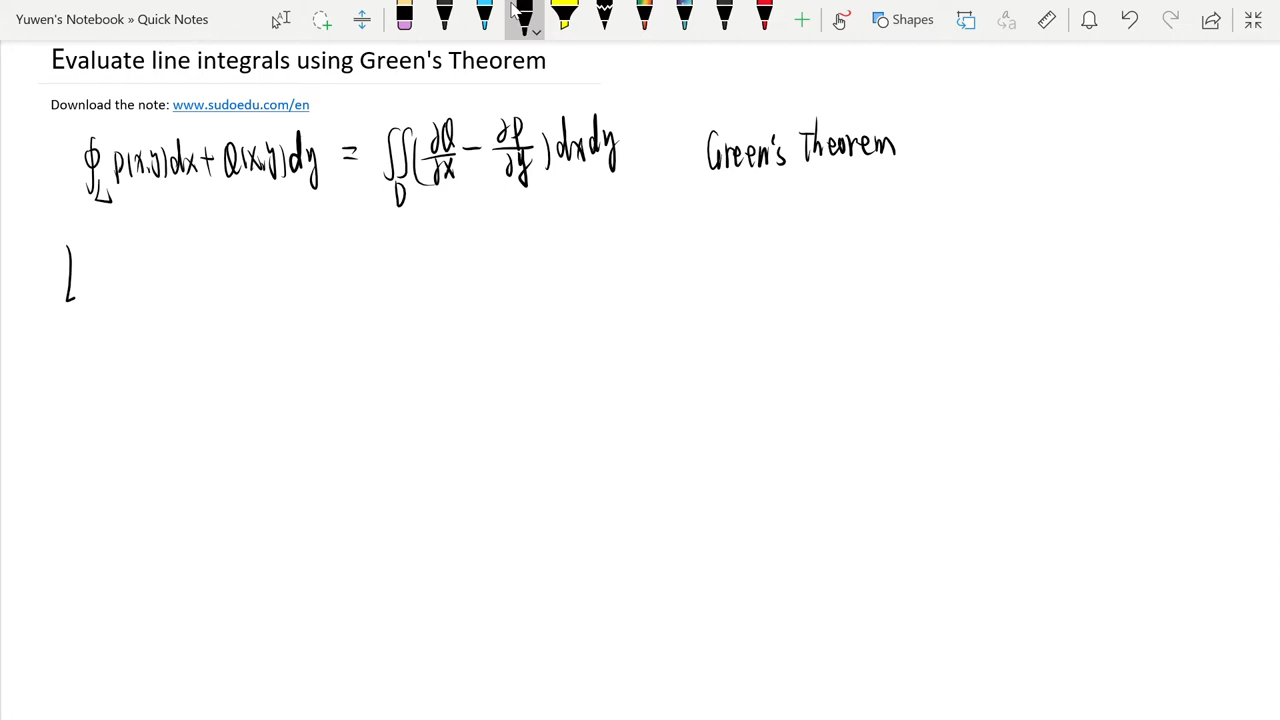 Yuwen's Notebook » Quick Notes
Shapes
Evaluate line integrals using Green's Theorem
Download the note: www.sudoedu.com/en
∮_L P(x,y)dx + Q(x,y)dy = ∬_D (∂Q/∂x − ∂P/∂y) dxdy Green's Theorem
L